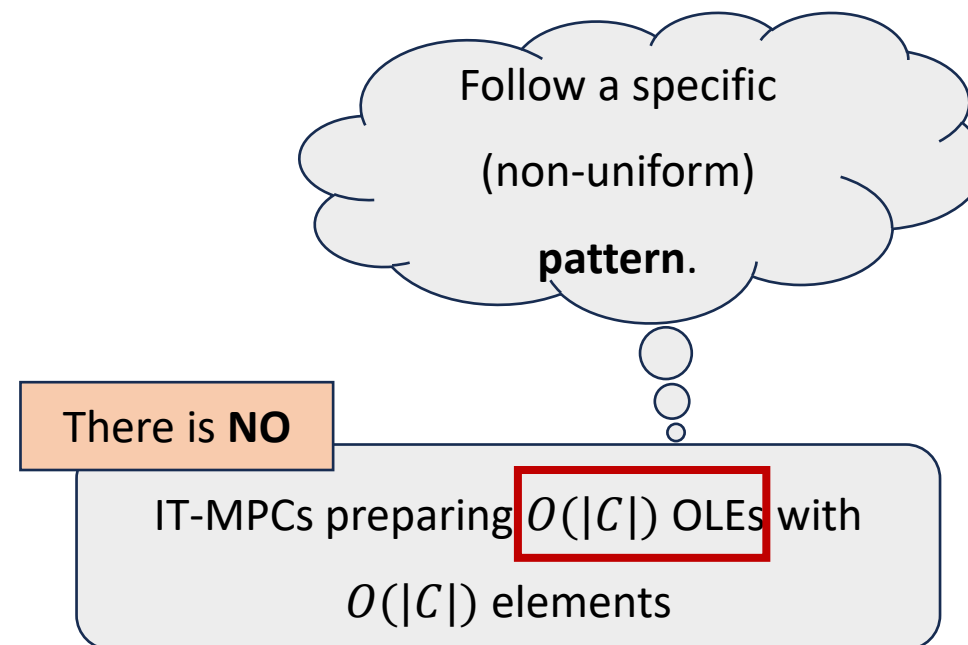 Follow a specific
(non-uniform)
pattern.
There is NO
IT-MPCs preparing O(|C|) OLEs with
O(|C|) elements